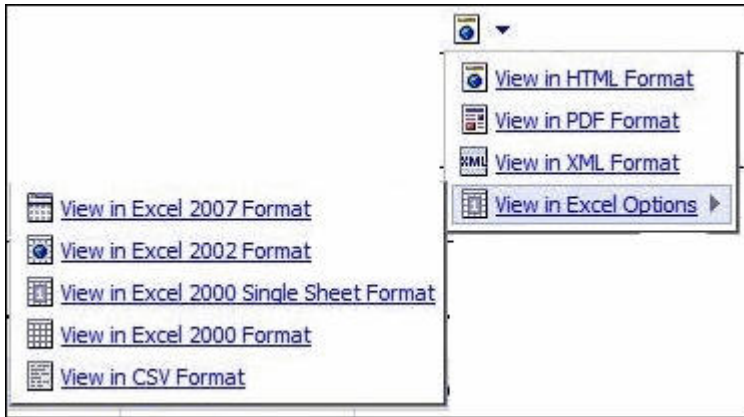 View in HTML Format
View in PDF Format
XML View in XML Format
View in Excel Options
View in Excel 2007 Format
View in Excel 2002 Format
View in Excel 2000 Single Sheet Format
View in Excel 2000 Format
View in CSV Format